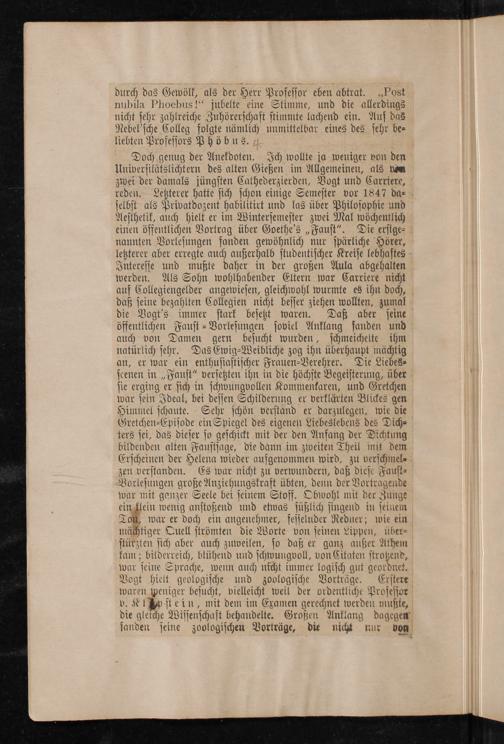 durch das Gewölk, als der Herr Professor eben abtrat. „Post
nubila Phoebus!“ jubelte eine Stimme, und die allerdings
nicht sehr zahlreiche Zuhörerschaft stimmte lachend ein. Auf das
Nebel'sche Colleg folgte nämlich unmittelbar eines des sehr be-
liebten Professors Phöbus.
Doch genug der Anekdoten. Ich wollte ja weniger von den
Universitätslichtern des alten Gießen im Allgemeinen, als von
zwei der damals jüngsten Cathederzierden, Vogt und Carriere,
reden. Letzterer hatte sich schon einige Semester vor 1847 da-
selbst als Privatdozent habilitirt und las über Philosophie und
Aesthetik, auch hielt er im Wintersemester zwei Mal wöchentlich
einen öffentlichen Vortrag über Goethe's „Faust“. Die erstge-
nannten Vorlesungen fanden gewöhnlich nur spärliche Hörer,
letzterer aber erregte auch außerhalb studentischer Kreise lebhaftes
Interesse und mußte daher in der großen Aula abgehalten
werden. Als Sohn wohlhabender Eltern war Carriere nicht
auf Collegiengelder angewiesen, gleichwohl wurmte es ihn doch,
daß seine bezahlten Collegien nicht besser ziehen wollten, zumal
die Vogt's immer stark besetzt waren. Daß aber seine
öffentlichen Faust-Vorlesungen soviel Anklang fanden und
auch von Damen gern besucht wurden, schmeichelte ihm
natürlich sehr. Das Ewig-Weibliche zog ihn überhaupt mächtig
an, er war ein enthusiastischer Frauen-Verehrer. Die Liebes-
scenen in „Faust“ versetzten ihn in die höchste Begeisterung, über
sie erging er sich in schwungvollen Kommentaren, und Gretchen
war sein Ideal, bei dessen Schilderung er verklärten Blickes gen
Himmel schaute. Sehr schön verstand er darzulegen, wie die
Gretchen-Episode ein Spiegel des eigenen Liebeslebens des Dich-
ters sei, das dieser so geschickt mit der den Anfang der Dichtung
bildenden alten Faustsage, die dann im zweiten Theil mit dem
Erscheinen der Helena wieder aufgenommen wird, zu verschmel-
zen verstanden. Es war nicht zu verwundern, daß diese Faust-
Vorlesungen große Anziehungskraft übten, denn der Vortragende
war mit ganzer Seele bei seinem Stoff. Obwohl mit der Zunge
ein klein wenig anstoßend und etwas süßlich singend in seinem
Ton, war er doch ein angenehmer, fesselnder Redner; wie ein
mächtiger Quell strömten die Worte von seinen Lippen, über-
stürzten sich aber auch zuweilen, so daß er ganz außer Athem
kam; bilderreich, blühend und schwungvoll, von Citaten strotzend,
war seine Sprache, wenn auch nicht immer logisch gut geordnet.
Vogt hielt geologische und zoologische Vorträge. Erstere
waren weniger besucht, vielleicht weil der ordentliche Professor
v. Klipstein, mit dem im Examen gerechnet werden mußte,
die gleiche Wissenschaft behandelte. Großen Anklang dagegen
fanden seine zoologischen Vorträge, die nicht nur von